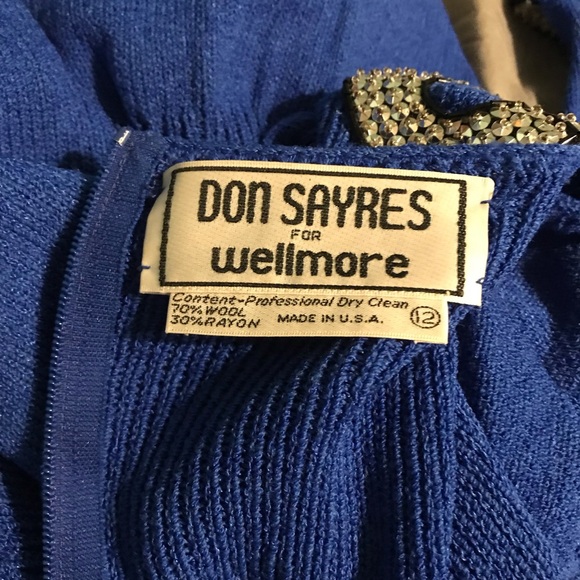 DON SAYRES
FOR
wellmore
Content-Professional Dry Clean
70% WOOL
30% RAYON MADE IN U.S.A. 12